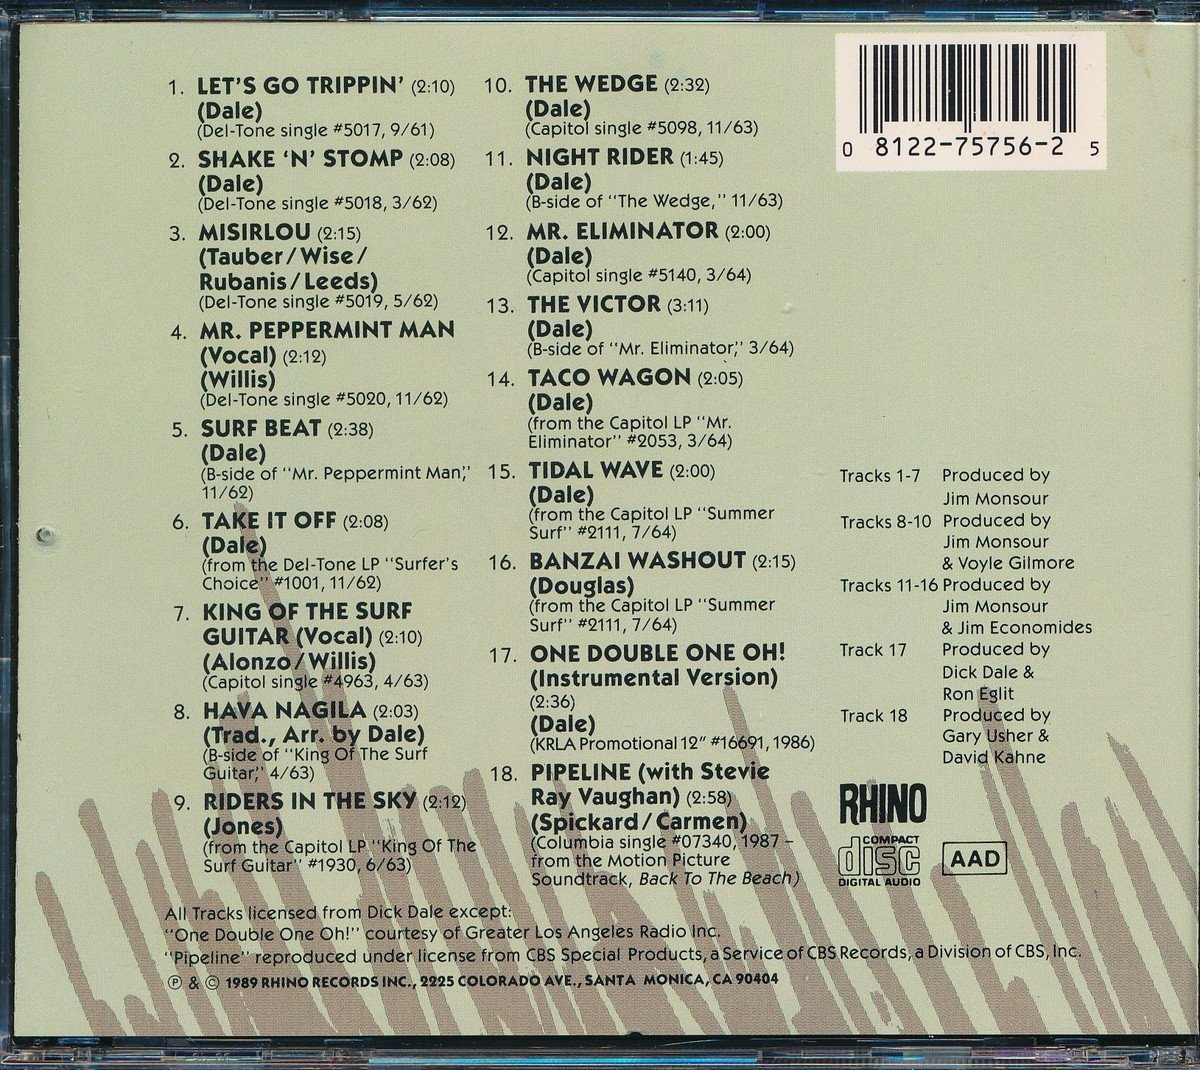 1. LET'S GO TRIPPIN' (2:10)
(Dale)
(Del-Tone single #5017, 9/61)
2. SHAKE 'N' STOMP (2:08)
(Dale)
(Del-Tone single #5018, 3/62)
3. MISIRLOU (2:15)
(Tauber/Wise/
Rubanis/Leeds)
(Del-Tone single #5019, 5/62)
4. MR. PEPPERMINT MAN
(Vocal) (2:12)
(Willis)
(Del-Tone single #5020, 11/62)
5. SURF BEAT (2:38)
(Dale)
(B-side of "Mr. Peppermint Man,"
11/62)
6. TAKE IT OFF (2:08)
(Dale)
(from the Del-Tone LP "Surfer's
Choice" #1001, 11/62)
7. KING OF THE SURF
GUITAR (Vocal) (2:10)
(Alonzo/Willis)
(Capitol single #4963, 4/63)
8. HAVA NAGILA (2:03)
(Trad., Arr. by Dale)
(B-side of "King Of The Surf
Guitar," 4/63)
9. RIDERS IN THE SKY (2:12)
(Jones)
(from the Capitol LP "King Of The
Surf Guitar" #1930, 6/63)
10. THE WEDGE (2:32)
(Dale)
(Capitol single #5098, 11/63)
11. NIGHT RIDER (1:45)
(Dale)
(B-side of "The Wedge," 11/63)
12. MR. ELIMINATOR (2:00)
(Dale)
(Capitol single #5140, 3/64)
13. THE VICTOR (3:11)
(Dale)
(B-side of "Mr. Eliminator," 3/64)
14. TACO WAGON (2:05)
(Dale)
(from the Capitol LP "Mr.
Eliminator" #2053, 3/64)
15. TIDAL WAVE (2:00)
(Dale)
(from the Capitol LP "Summer
Surf" #2111, 7/64)
16. BANZAI WASHOUT (2:15)
(Douglas)
(from the Capitol LP "Summer
Surf" #2111, 7/64)
17. ONE DOUBLE ONE OH!
(Instrumental Version)
(2:36)
(Dale)
(KRLA Promotional 12" #16691, 1986)
18. PIPELINE (with Stevie
Ray Vaughan) (2:58)
(Spickard/Carmen)
(Columbia single #07340, 1987 –
from the Motion Picture
Soundtrack, Back To The Beach)
0 81 22-75756-2 5
Tracks 1-7 Produced by
Jim Monsour
Tracks 8-10 Produced by
Jim Monsour
& Voyle Gilmore
Tracks 11-16 Produced by
Jim Monsour
& Jim Economides
Track 17 Produced by
Dick Dale &
Ron Eglit
Track 18 Produced by
Gary Usher &
David Kahne
RHINO
COMPACT
disc
DIGITAL AUDIO
AAD
All Tracks licensed from Dick Dale except:
"One Double One Oh!" courtesy of Greater Los Angeles Radio Inc.
"Pipeline" reproduced under license from CBS Special Products, a Service of CBS Records, a Division of CBS, Inc.
℗ & © 1989 RHINO RECORDS INC., 2225 COLORADO AVE., SANTA MONICA, CA 90404